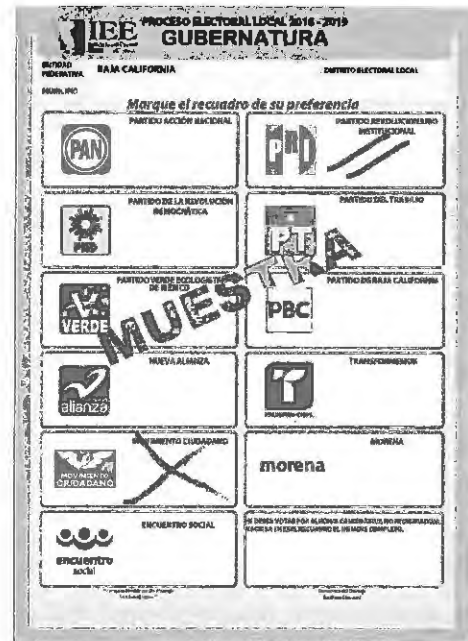 IEE PROCESO ELECTORAL LOCAL 2018 - 2019
GUBERNATURA
ENTIDAD
FEDERATIVA BAJA CALIFORNIA DISTRITO ELECTORAL LOCAL
MUNICIPIO
Marque el recuadro de su preferencia
PAN PARTIDO ACCIÓN NACIONAL
PARTIDO REVOLUCIONARIO
INSTITUCIONAL
PRD PARTIDO DE LA REVOLUCIÓN
DEMOCRÁTICA
PT PARTIDO DEL TRABAJO
VERDE PARTIDO VERDE ECOLOGISTA
DE MÉXICO
PBC PARTIDO DE BAJA CALIFORNIA
MUESTRA
alianza NUEVA ALIANZA
TRANSFORMEMOS
MOVIMIENTO
CIUDADANO
MOVIMIENTO CIUDADANO
morena MORENA
encuentro
social
ENCUENTRO SOCIAL